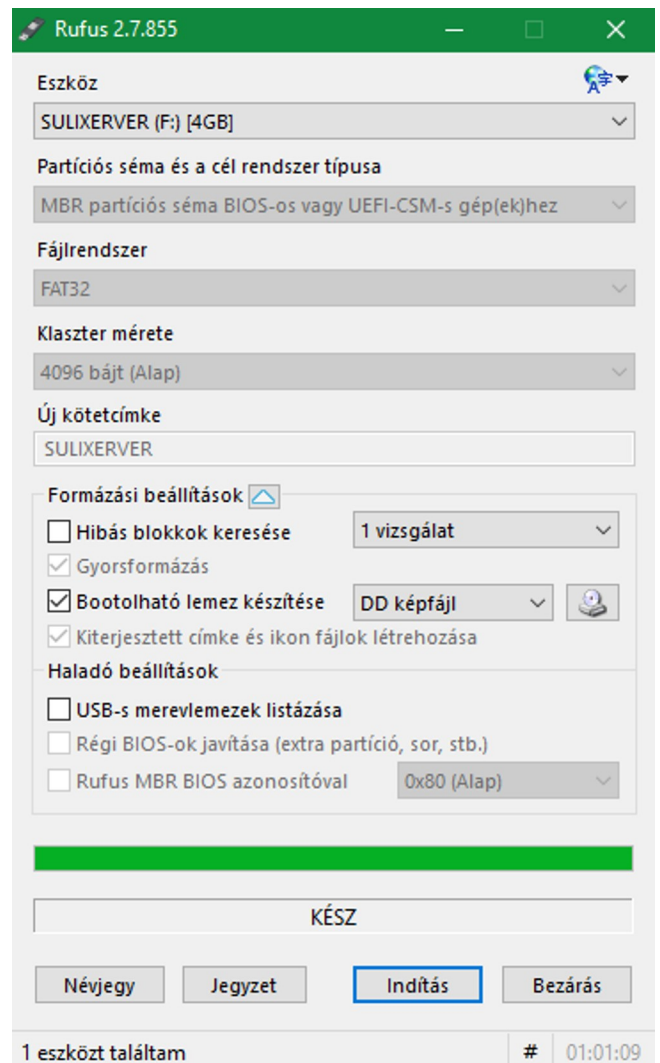 Rufus 2.7.855
Eszköz
SULIXERVER (F:) [4GB]
Partíciós séma és a cél rendszer típusa
MBR partíciós séma BIOS-os vagy UEFI-CSM-s gép(ek)hez
Fájlrendszer
FAT32
Klaszter mérete
4096 bájt (Alap)
Új kötetcímke
SULIXERVER
Formázási beállítások
Hibás blokkok keresése 1 vizsgálat
Gyorsformázás
Bootolható lemez készítése DD képfájl
Kiterjesztett címke és ikon fájlok létrehozása
Haladó beállítások
USB-s merevlemezek listázása
Régi BIOS-ok javítása (extra partíció, sor, stb.)
Rufus MBR BIOS azonosítóval 0x80 (Alap)
KÉSZ
Névjegy Jegyzet Indítás Bezárás
1 eszközt találtam # 01:01:09